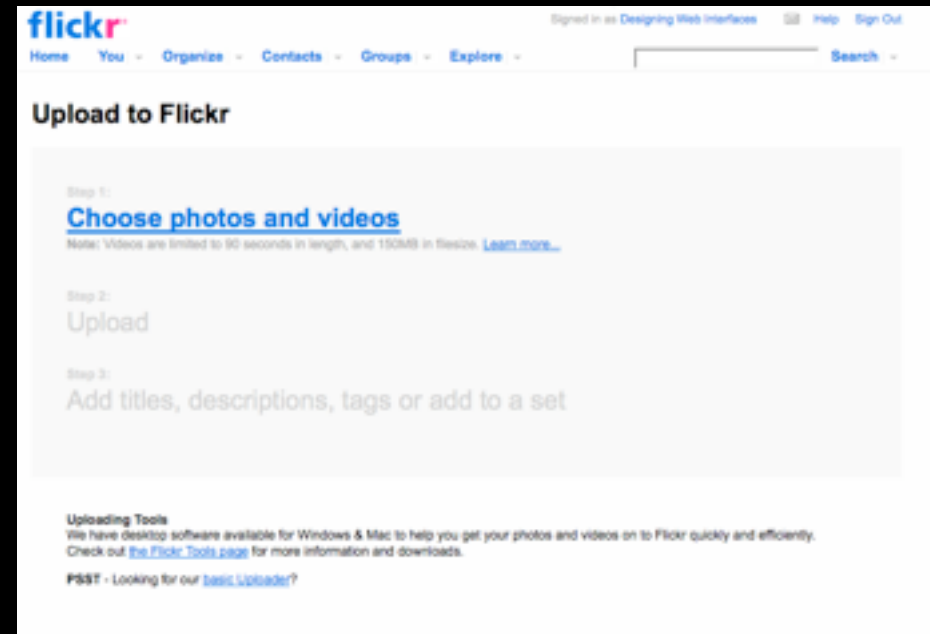 flickr
Signed in as Designing Web Interfaces Help Sign Out
Home You Organize Contacts Groups Explore Search
Upload to Flickr
Step 1:
Choose photos and videos
Note: Videos are limited to 90 seconds in length, and 150MB in filesize. Learn more...
Step 2:
Upload
Step 3:
Add titles, descriptions, tags or add to a set
Uploading Tools
We have desktop software available for Windows & Mac to help you get your photos and videos on to Flickr quickly and efficiently.
Check out the Flickr Tools page for more information and downloads.
PSST - Looking for our basic Uploader?